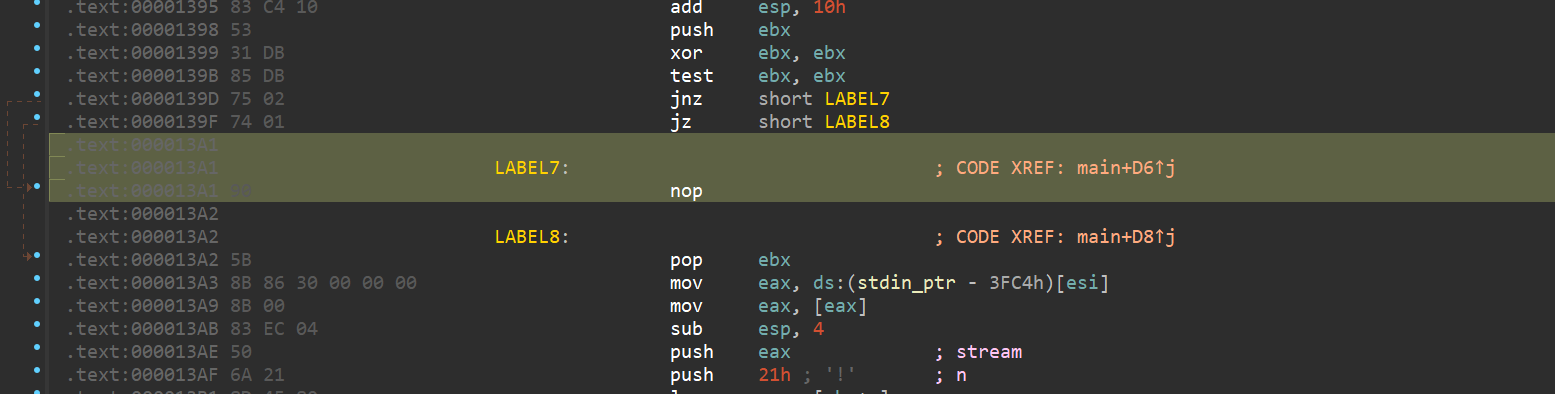 .text:00001395 83 C4 10 add esp, 10h
.text:00001398 53 push ebx
.text:00001399 31 DB xor ebx, ebx
.text:0000139B 85 DB test ebx, ebx
.text:0000139D 75 02 jnz short LABEL7
.text:0000139F 74 01 jz short LABEL8
.text:000013A1
.text:000013A1 LABEL7: ; CODE XREF: main+D6↑j
.text:000013A1 90 nop
.text:000013A2
.text:000013A2 LABEL8: ; CODE XREF: main+D8↑j
.text:000013A2 5B pop ebx
.text:000013A3 8B 86 30 00 00 00 mov eax, ds:(stdin_ptr - 3FC4h)[esi]
.text:000013A9 8B 00 mov eax, [eax]
.text:000013AB 83 EC 04 sub esp, 4
.text:000013AE 50 push eax ; stream
.text:000013AF 6A 21 push 21h ; '!' ; n